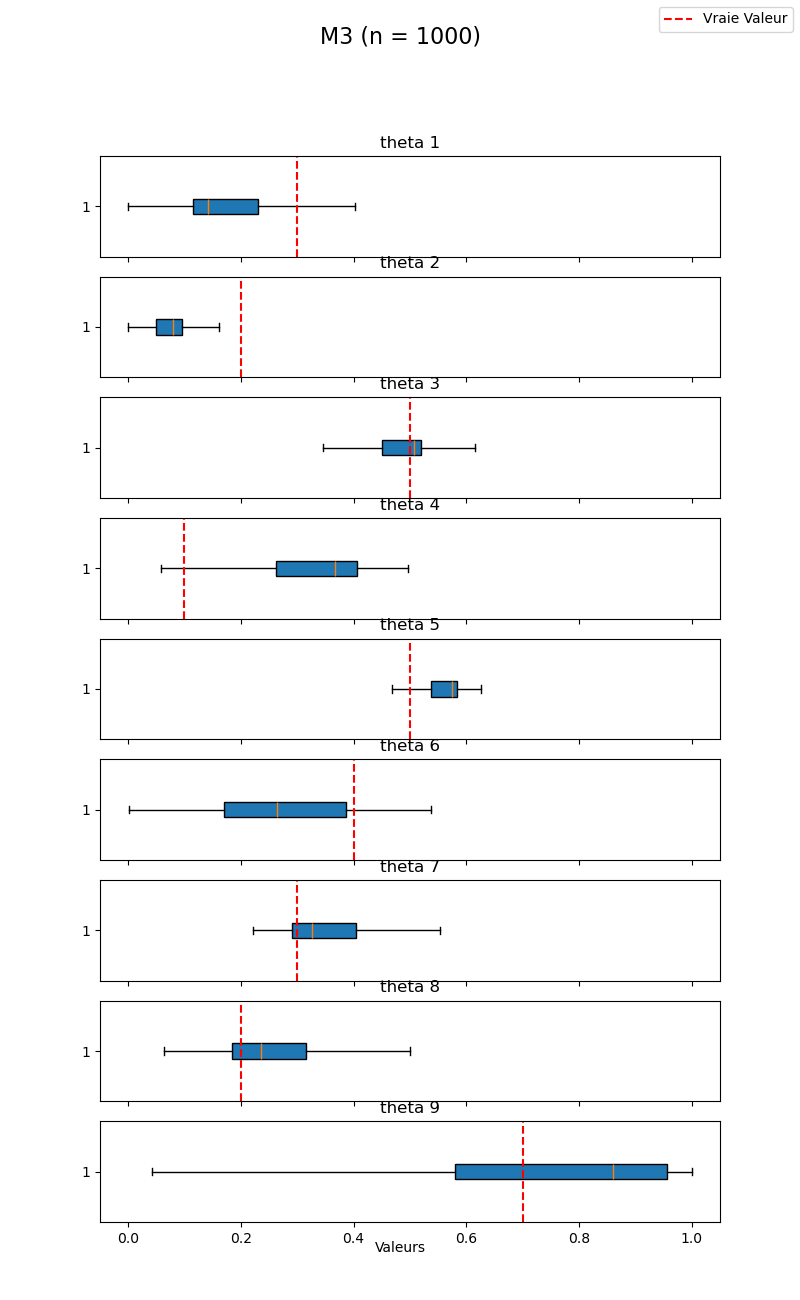 Vraie Valeur
M3 (n = 1000)
theta 1
1
theta 2
1
theta 3
1
theta 4
1
theta 5
1
theta 6
1
theta 7
1
theta 8
1
theta 9
1
0.0 0.2 0.4 0.6 0.8 1.0
Valeurs